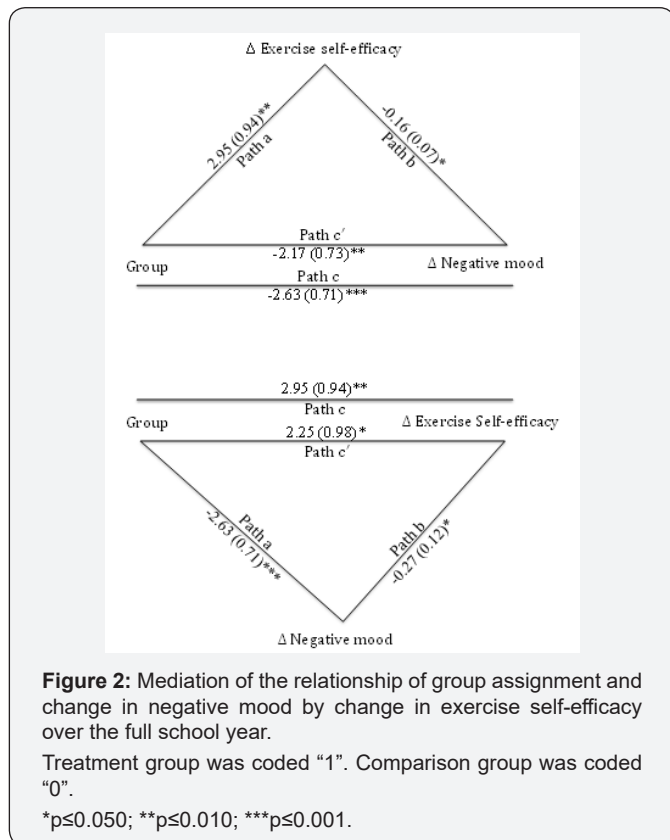 Δ Exercise self-efficacy
2.95 (0.94)**
Path a
-0.16 (0.07)*
Path b
Path c′
-2.17 (0.73)**
Group
Δ Negative mood
Path c
-2.63 (0.71)***
2.95 (0.94)**
Path c
Group
Δ Exercise Self-efficacy
2.25 (0.98)*
Path c′
Path a
-2.63 (0.71)***
Path b
-0.27 (0.12)*
Δ Negative mood
Figure 2: Mediation of the relationship of group assignment and
change in negative mood by change in exercise self-efficacy
over the full school year.
Treatment group was coded “1”. Comparison group was coded
“0”.
*p≤0.050; **p≤0.010; ***p≤0.001.